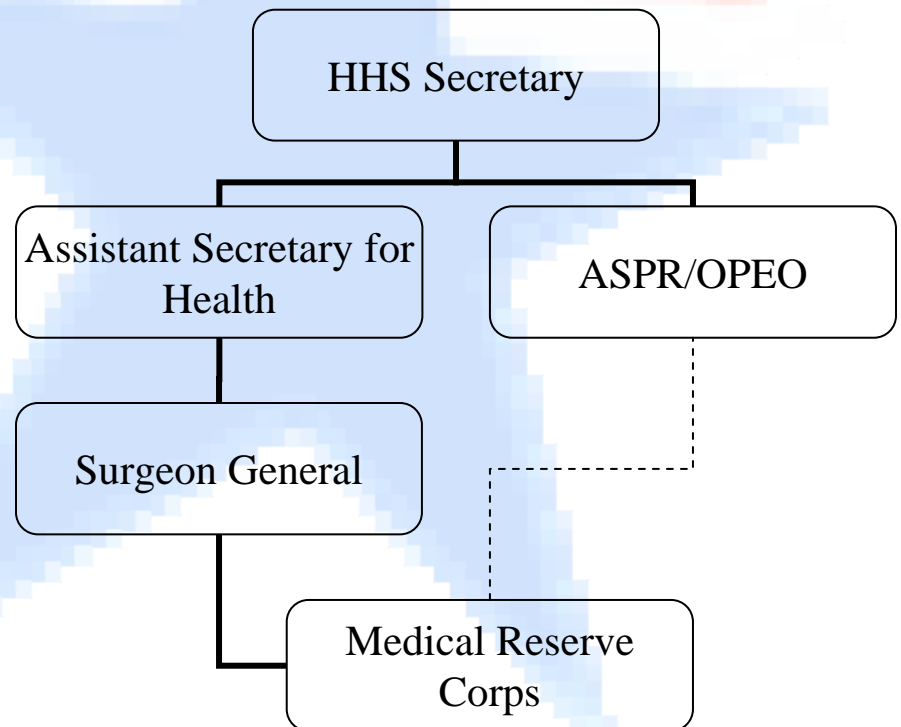 HHS Secretary
Assistant Secretary for
Health
ASPR/OPEO
Surgeon General
Medical Reserve
Corps